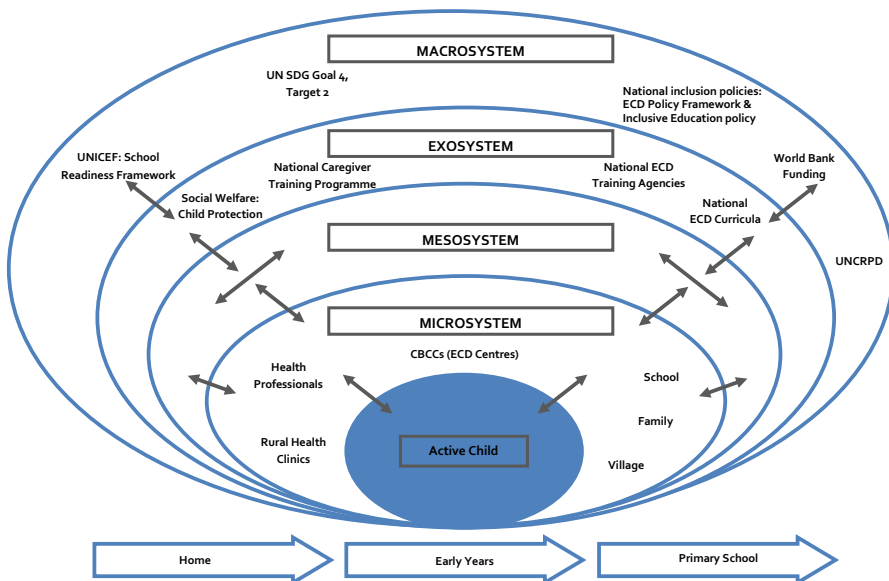 MACROSYSTEM
UN SDG Goal 4,
Target 2
National inclusion policies:
ECD Policy Framework &
Inclusive Education policy
EXOSYSTEM
UNICEF: School
Readiness Framework
National Caregiver
Training Programme
National ECD
Training Agencies
World Bank
Funding
Social Welfare:
Child Protection
National
ECD Curricula
MESOSYSTEM
UNCRPD
MICROSYSTEM
CBCCs (ECD Centres)
Health
Professionals
School
Family
Rural Health
Clinics
Active Child
Village
Home
Early Years
Primary School